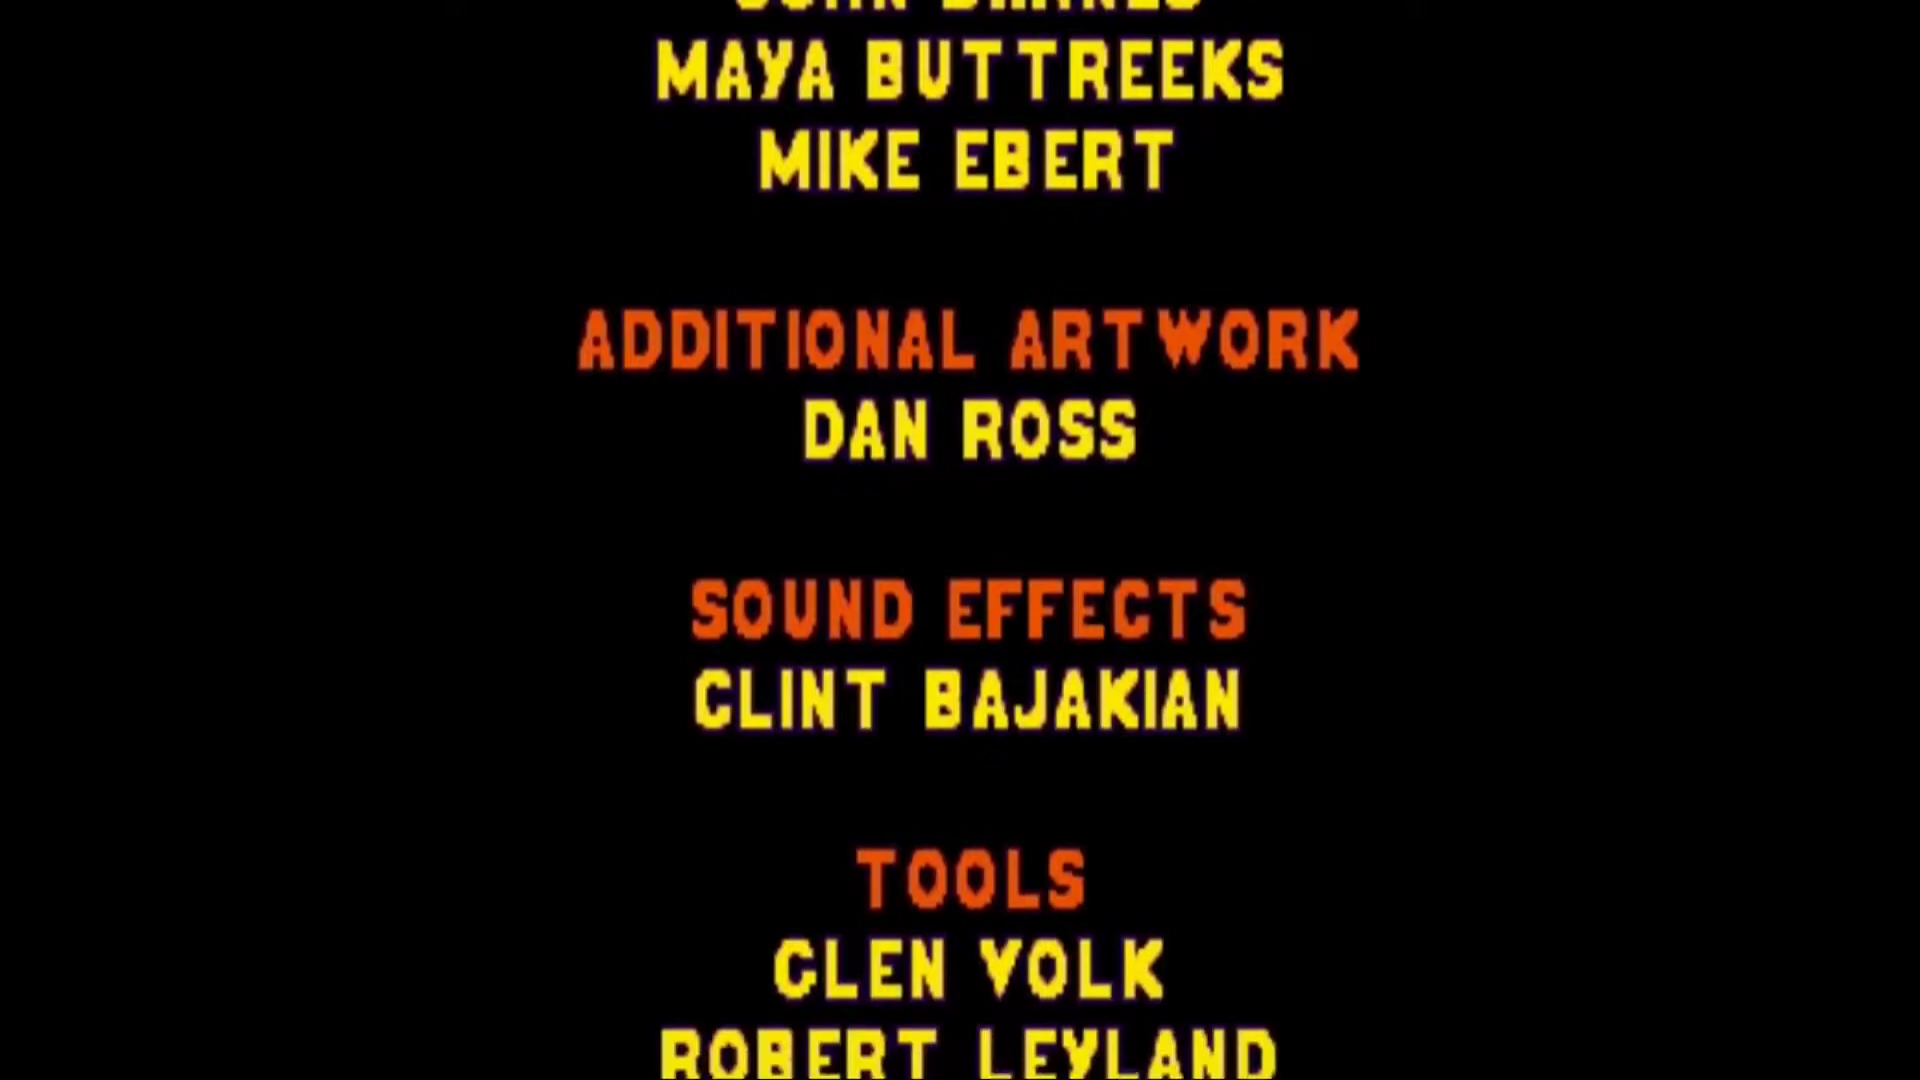 MAYA BUTTREEKS
MIKE EBERT
ADDITIONAL ARTWORK
DAN ROSS
SOUND EFFECTS
CLINT BAJAKIAN
TOOLS
GLEN VOLK
ROBERT LEYLAND